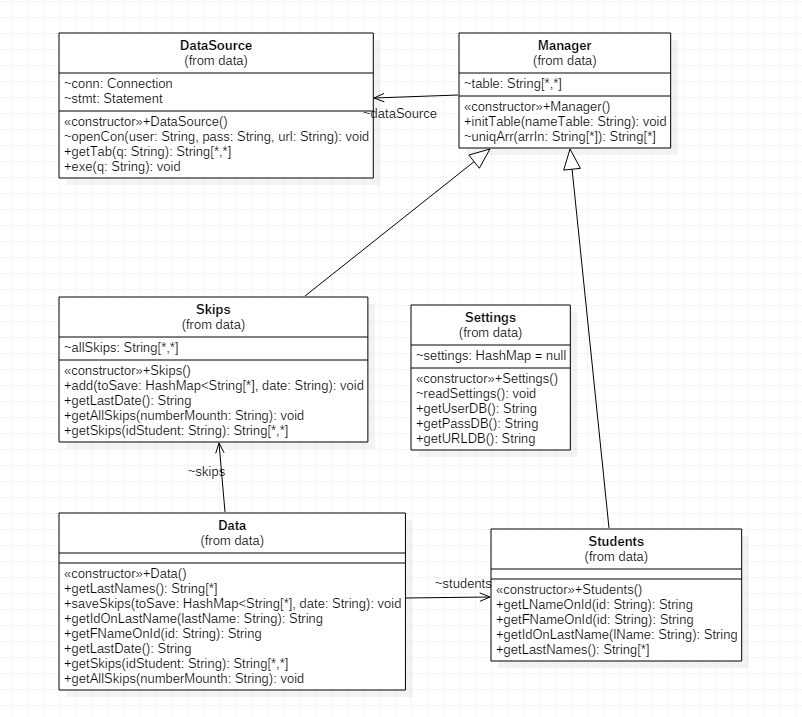 DataSource
(from data)
~conn: Connection
~stmt: Statement
«constructor»+DataSource()
~openCon(user: String, pass: String, url: String): void
+getTab(q: String): String[*,*]
+exe(q: String): void
Manager
(from data)
~table: String[*,*]
«constructor»+Manager()
+initTable(nameTable: String): void
~uniqArr(arrIn: String[*]): String[*]
~dataSource
Skips
(from data)
~allSkips: String[*,*]
«constructor»+Skips()
+add(toSave: HashMap<String[*], date: String): void
+getLastDate(): String
+getAllSkips(numberMounth: String): void
+getSkips(idStudent: String): String[*,*]
Settings
(from data)
~settings: HashMap = null
«constructor»+Settings()
~readSettings(): void
+getUserDB(): String
+getPassDB(): String
+getURLDB(): String
~skips
Data
(from data)
«constructor»+Data()
+getLastNames(): String[*]
+saveSkips(toSave: HashMap<String[*], date: String): void
+getIdOnLastName(lastName: String): String
+getFNameOnId(id: String): String
+getLastDate(): String
+getSkips(idStudent: String): String[*,*]
+getAllSkips(numberMounth: String): void
~students
Students
(from data)
«constructor»+Students()
+getLNameOnId(id: String): String
+getFNameOnId(id: String): String
+getIdOnLastName(lName: String): String
+getLastNames(): String[*]